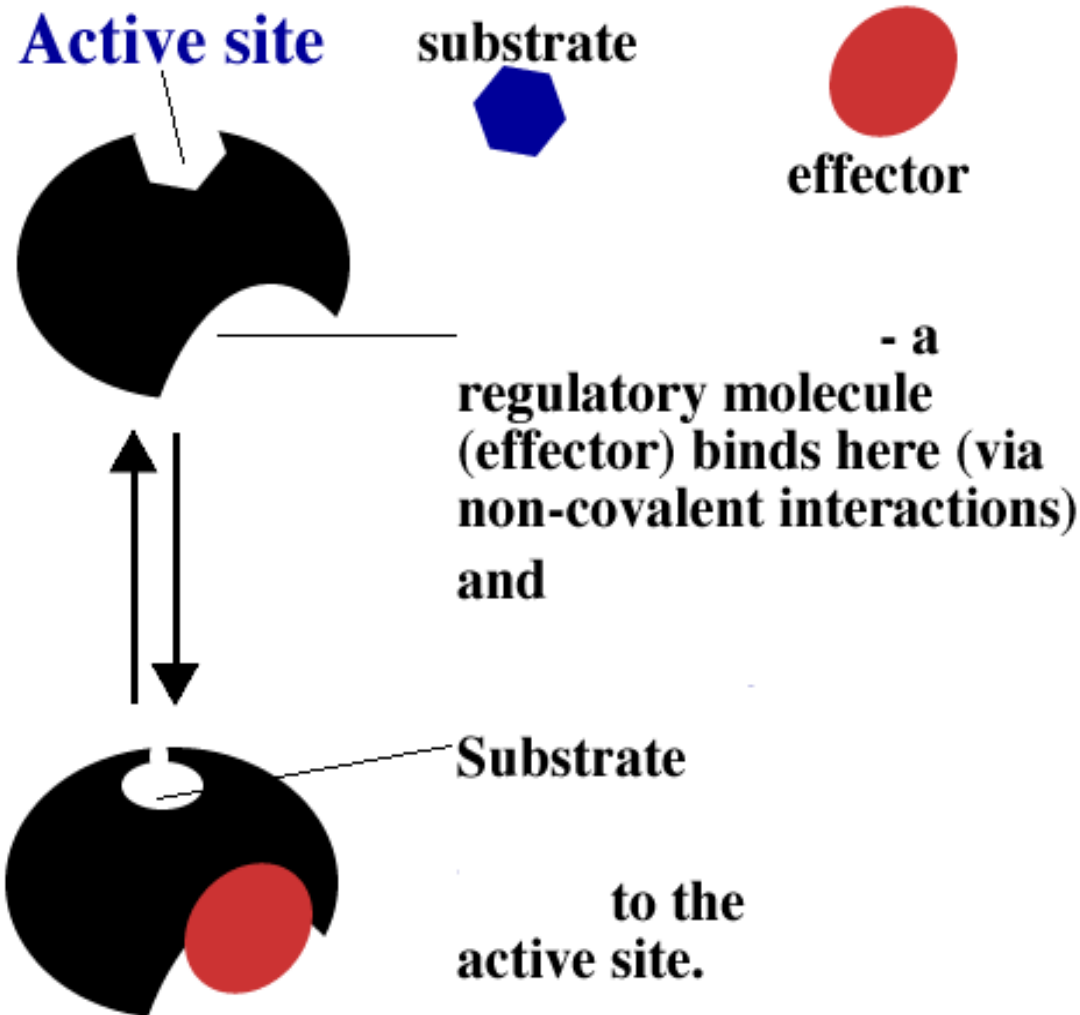 Active site
substrate
effector
- a
regulatory molecule
(effector) binds here (via
non-covalent interactions)
and
Substrate
to the
active site.